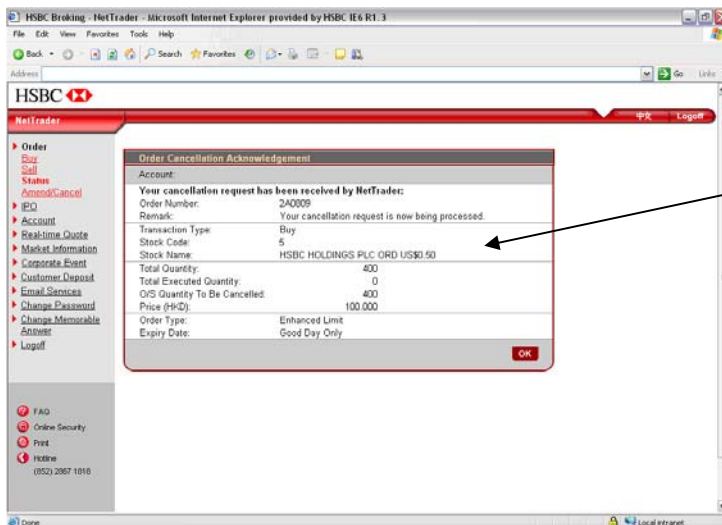 HSBC Broking - NetTrader - Microsoft Internet Explorer provided by HSBC IE6 R1.3
File Edit View Favorites Tools Help
Back Search Favorites
Address Go Links
HSBC
NetTrader 中文 Logoff
Order
Buy
Sell
Status
Amend/Cancel
IPO
Account
Real-time Quote
Market Information
Corporate Event
Customer Deposit
Email Services
Change Password
Change Memorable
Answer
Logoff
FAQ
Online Security
Print
Hotline
(852) 2867 1818
Order Cancellation Acknowledgement
Account:
Your cancellation request has been received by NetTrader:
Order Number: 2A0809
Remark: Your cancellation request is now being processed.
Transaction Type: Buy
Stock Code: 5
Stock Name: HSBC HOLDINGS PLC ORD US$0.50
Total Quantity: 400
Total Executed Quantity: 0
O/S Quantity To Be Cancelled: 400
Price (HKD): 100.000
Order Type: Enhanced Limit
Expiry Date: Good Day Only
OK
Done Local intranet